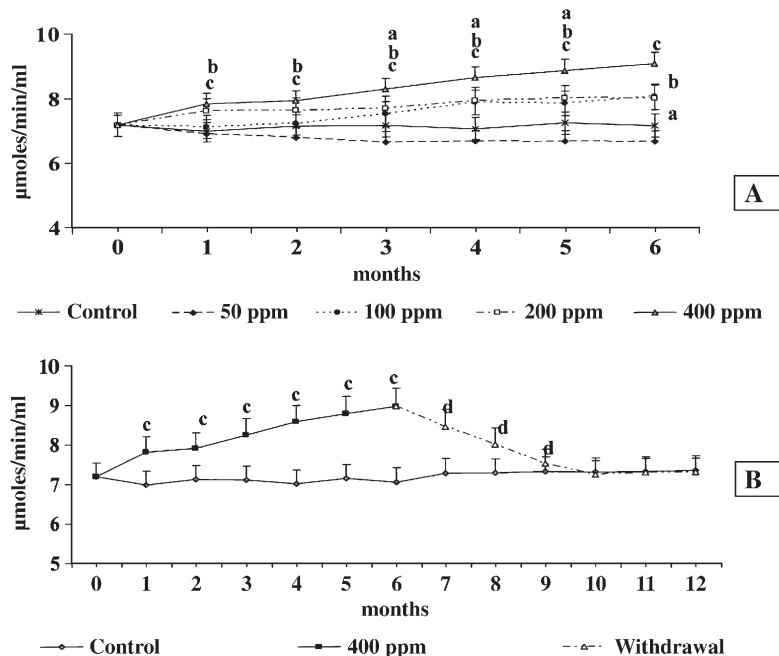 10
8
6
4
µmoles/min/ml
b
c
b
c
a
b
c
a
b
c
a
b
c
c
b
a
0 1 2 3 4 5 6
months
A
Control 50 ppm 100 ppm 200 ppm 400 ppm
10
9
8
7
6
5
µmoles/min/ml
c c c c c c d d d
0 1 2 3 4 5 6 7 8 9 10 11 12
months
B
Control 400 ppm Withdrawal